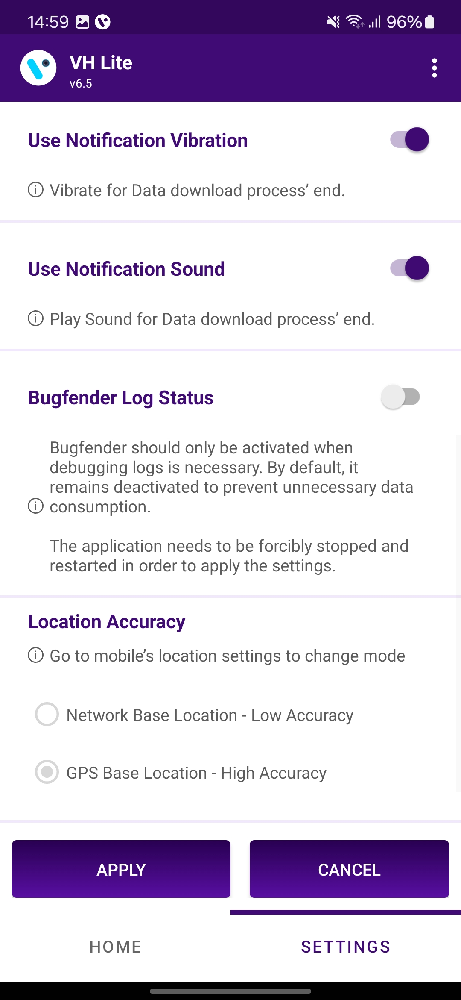 14:59
96%
VH Lite
v6.5
Use Notification Vibration
Vibrate for Data download process’ end.
Use Notification Sound
Play Sound for Data download process’ end.
Bugfender Log Status
Bugfender should only be activated when
debugging logs is necessary. By default, it
remains deactivated to prevent unnecessary data
consumption.
The application needs to be forcibly stopped and
restarted in order to apply the settings.
Location Accuracy
Go to mobile’s location settings to change mode
Network Base Location - Low Accuracy
GPS Base Location - High Accuracy
APPLY
CANCEL
HOME
SETTINGS